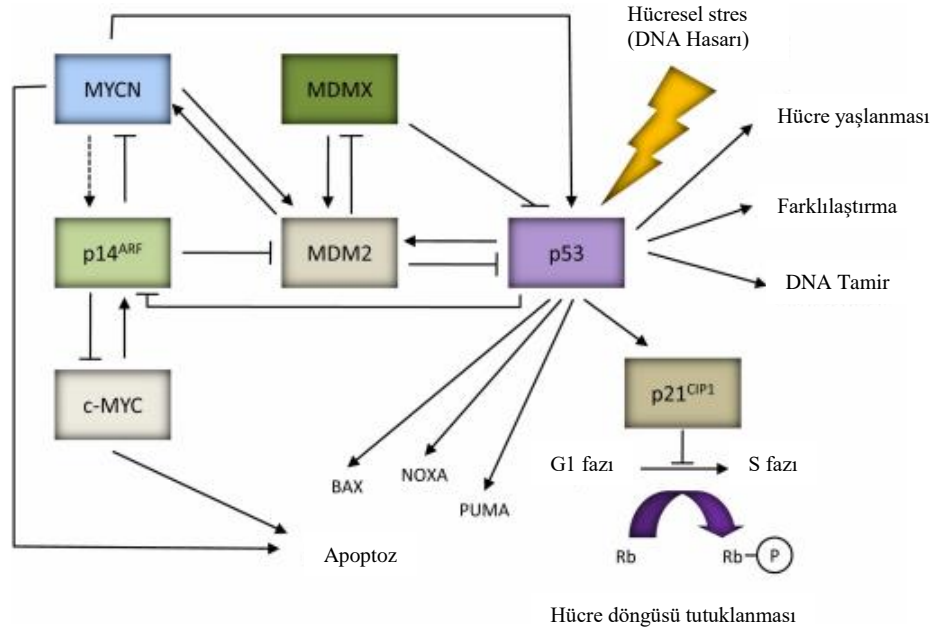 Hücresel stres
(DNA Hasarı)
MYCN
MDMX
Hücre yaşlanması
Farklılaştırma
p14ARF
MDM2
p53
DNA Tamir
c-MYC
p21CIP1
BAX
NOXA
PUMA
G1 fazı
S fazı
Apoptoz
Rb
Rb
P
Hücre döngüsü tutuklanması